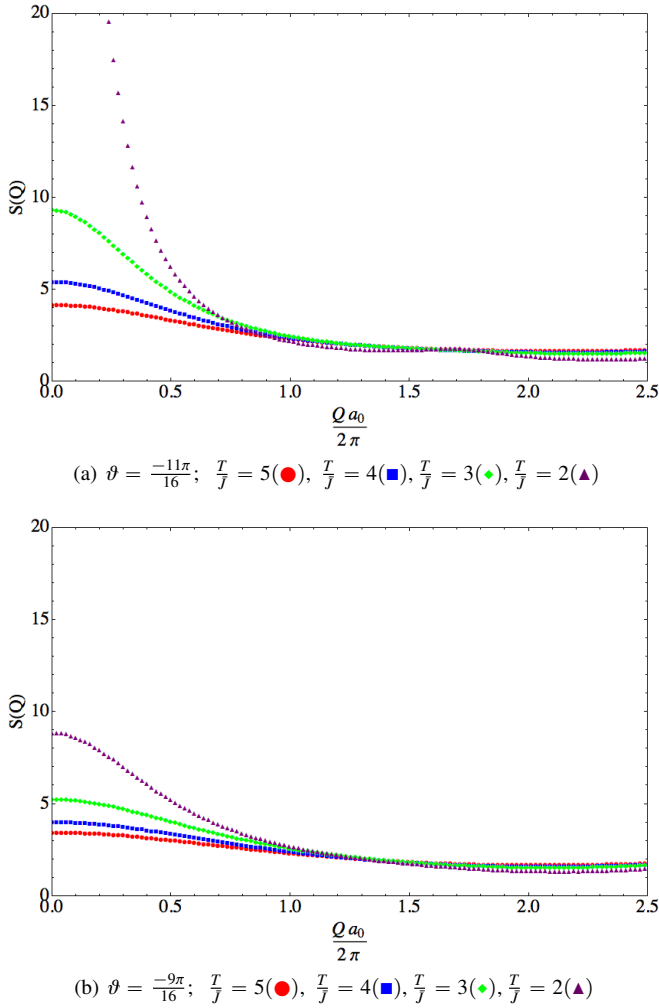 20
15
10
5
0
S(Q)
0.0 0.5 1.0 1.5 2.0 2.5
Q a₀
2 π
(a) ϑ = −11π/16; T/J̄ = 5(●), T/J̄ = 4(■), T/J̄ = 3(◆), T/J̄ = 2(▲)
20
15
10
5
0
S(Q)
0.0 0.5 1.0 1.5 2.0 2.5
Q a₀
2 π
(b) ϑ = −9π/16; T/J̄ = 5(●), T/J̄ = 4(■), T/J̄ = 3(◆), T/J̄ = 2(▲)